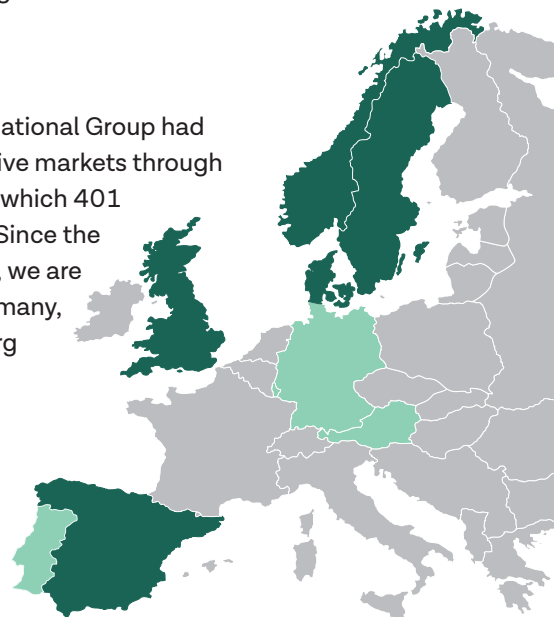 ational Group had
ive markets through
which 401
Since the
, we are
many,
rg